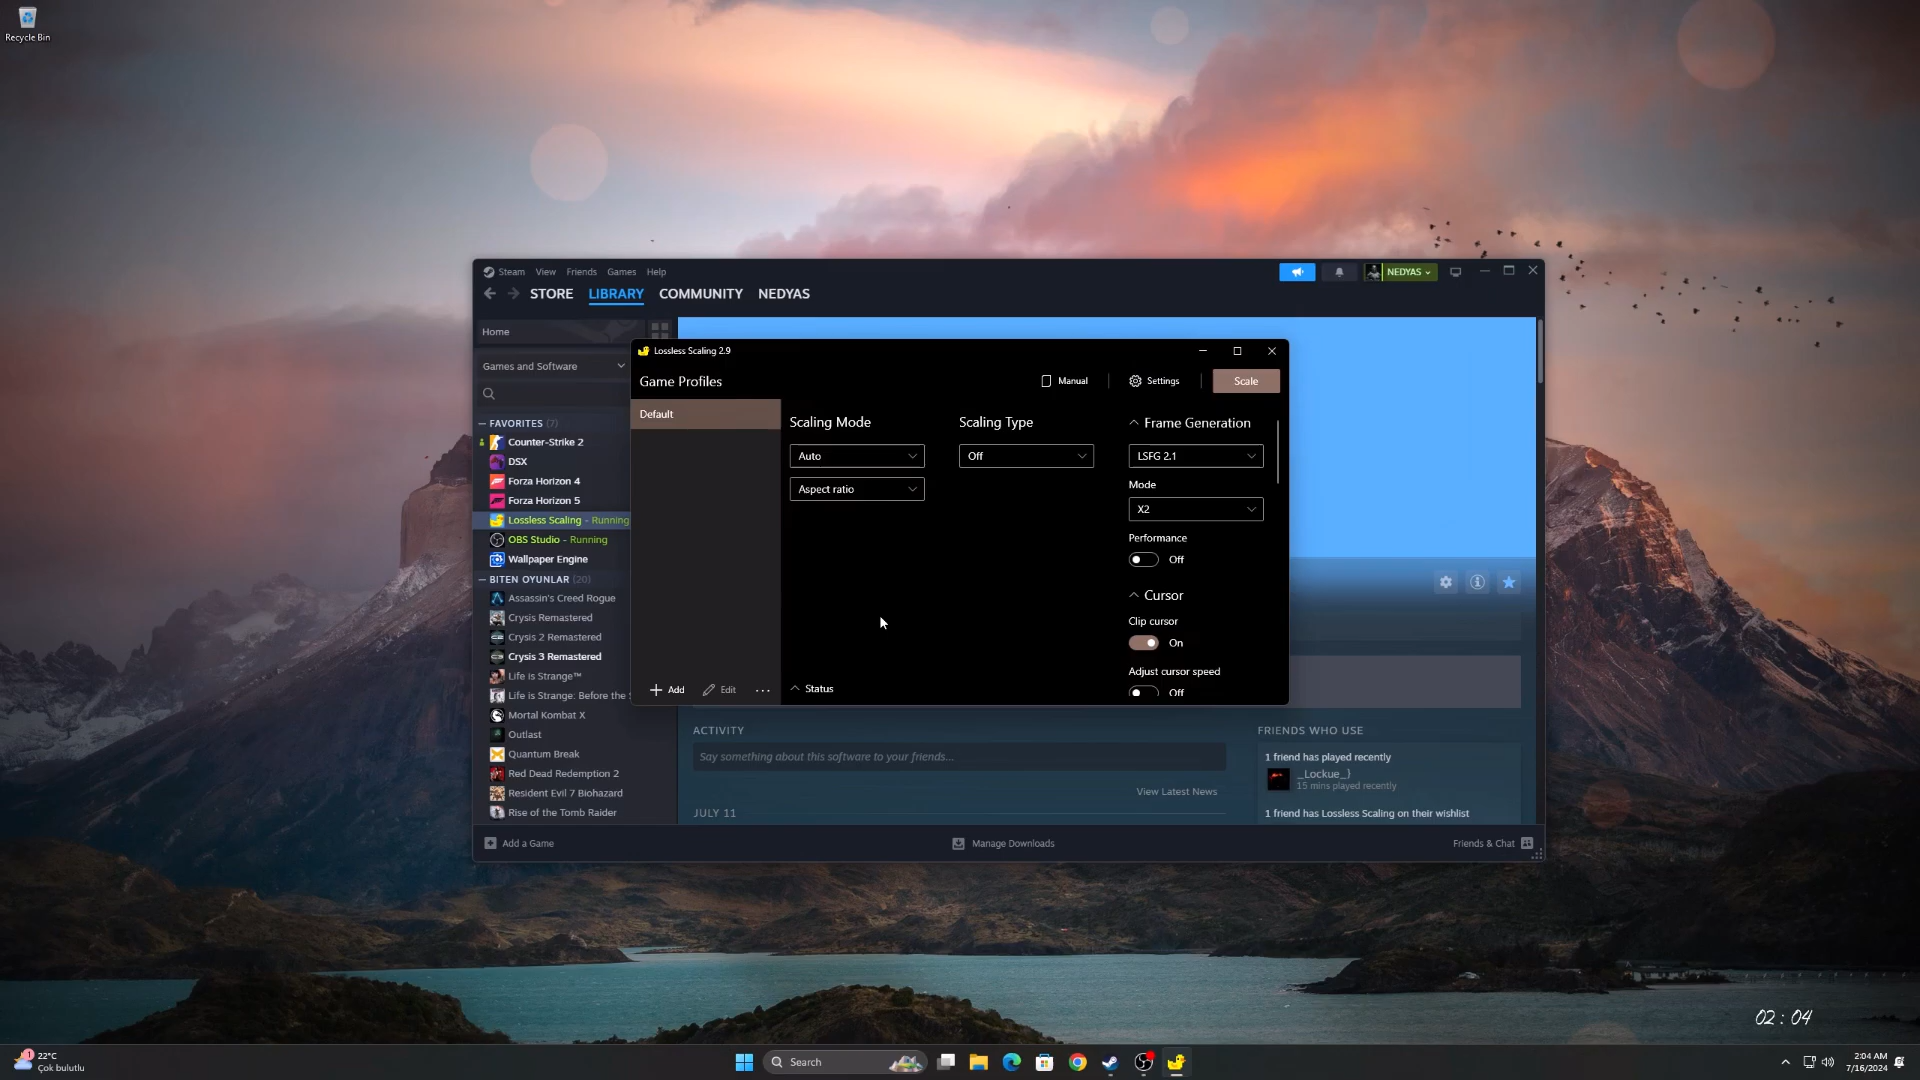 Recycle Bin
Steam View Friends Games Help
NEDYAS
STORE LIBRARY COMMUNITY NEDYAS
Home
Games and Software
FAVORITES (7)
Counter-Strike 2
DSX
Forza Horizon 4
Forza Horizon 5
Lossless Scaling - Running
OBS Studio - Running
Wallpaper Engine
BITEN OYUNLAR (20)
Assassin's Creed Rogue
Crysis Remastered
Crysis 2 Remastered
Crysis 3 Remastered
Life is Strange™
Life is Strange: Before the S
Mortal Kombat X
Outlast
Quantum Break
Red Dead Redemption 2
Resident Evil 7 Biohazard
Rise of the Tomb Raider
Lossless Scaling 2.9
Game Profiles
Manual
Settings
Scale
Default
Scaling Mode
Auto
Aspect ratio
Scaling Type
Off
Frame Generation
LSFG 2.1
Mode
X2
Performance
Off
Cursor
Clip cursor
On
Adjust cursor speed
Off
Add
Edit
...
Status
ACTIVITY
Say something about this software to your friends...
View Latest News
JULY 11
FRIENDS WHO USE
1 friend has played recently
_Lockue_}
15 mins played recently
1 friend has Lossless Scaling on their wishlist
Add a Game
Manage Downloads
Friends & Chat
02 : 04
1
22°C
Çok bulutlu
Search
2:04 AM
7/16/2024